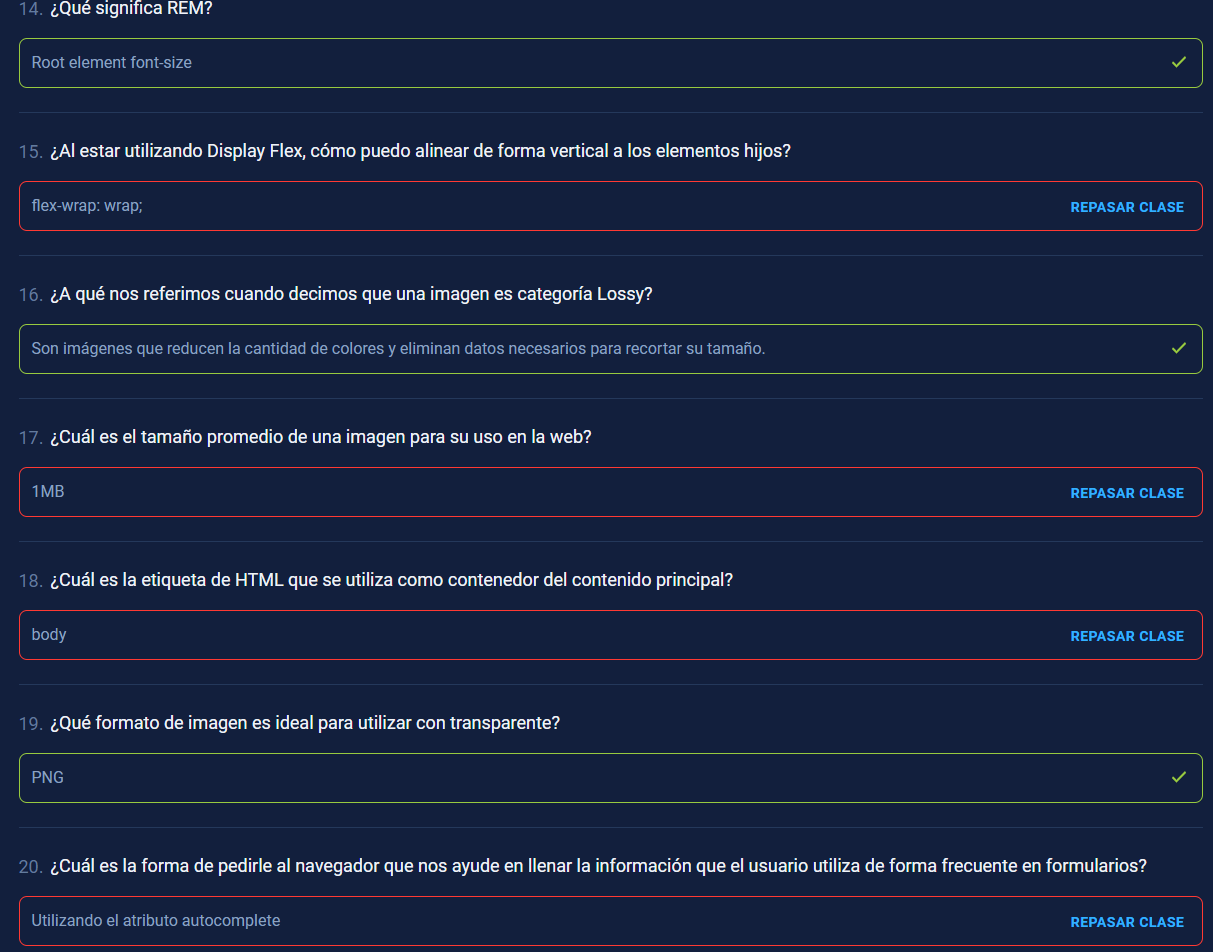 14. ¿Qué significa REM?
Root element font-size
15. ¿Al estar utilizando Display Flex, cómo puedo alinear de forma vertical a los elementos hijos?
flex-wrap: wrap; REPASAR CLASE
16. ¿A qué nos referimos cuando decimos que una imagen es categoría Lossy?
Son imágenes que reducen la cantidad de colores y eliminan datos necesarios para recortar su tamaño.
17. ¿Cuál es el tamaño promedio de una imagen para su uso en la web?
1MB REPASAR CLASE
18. ¿Cuál es la etiqueta de HTML que se utiliza como contenedor del contenido principal?
body REPASAR CLASE
19. ¿Qué formato de imagen es ideal para utilizar con transparente?
PNG
20. ¿Cuál es la forma de pedirle al navegador que nos ayude en llenar la información que el usuario utiliza de forma frecuente en formularios?
Utilizando el atributo autocomplete REPASAR CLASE